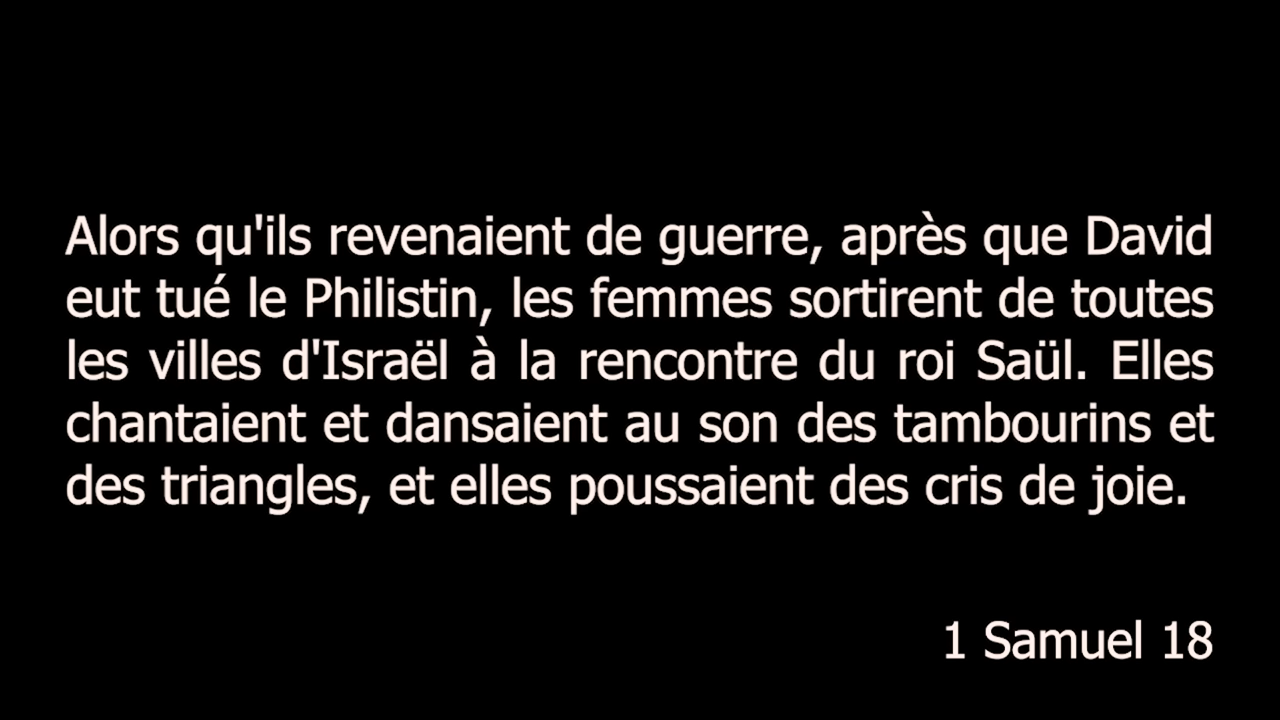 Alors qu'ils revenaient de guerre, après que David
eut tué le Philistin, les femmes sortirent de toutes
les villes d'Israël à la rencontre du roi Saül. Elles
chantaient et dansaient au son des tambourins et
des triangles, et elles poussaient des cris de joie.
1 Samuel 18